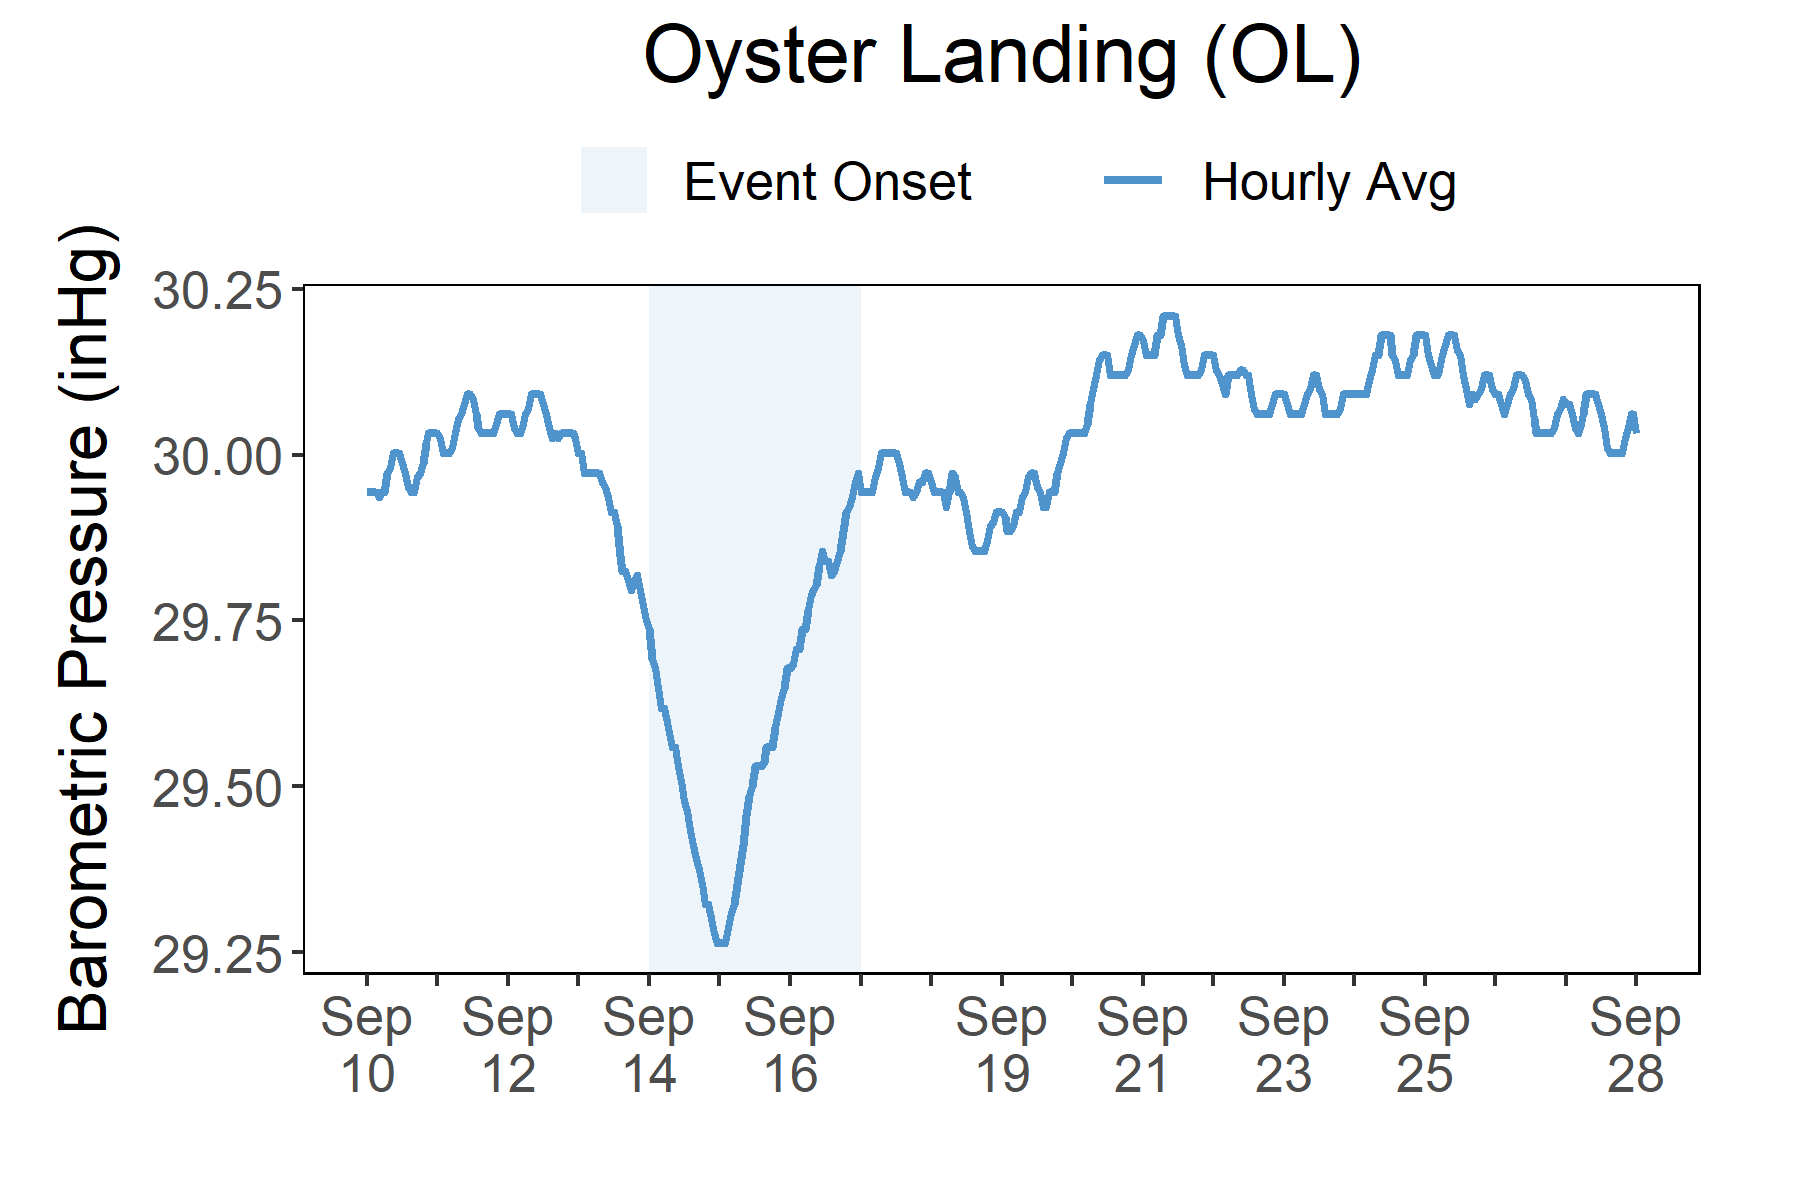 Oyster Landing (OL)
Event Onset Hourly Avg
Barometric Pressure (inHg)
30.25
30.00
29.75
29.50
29.25
Sep Sep Sep Sep Sep Sep Sep Sep Sep
10 12 14 16 19 21 23 25 28